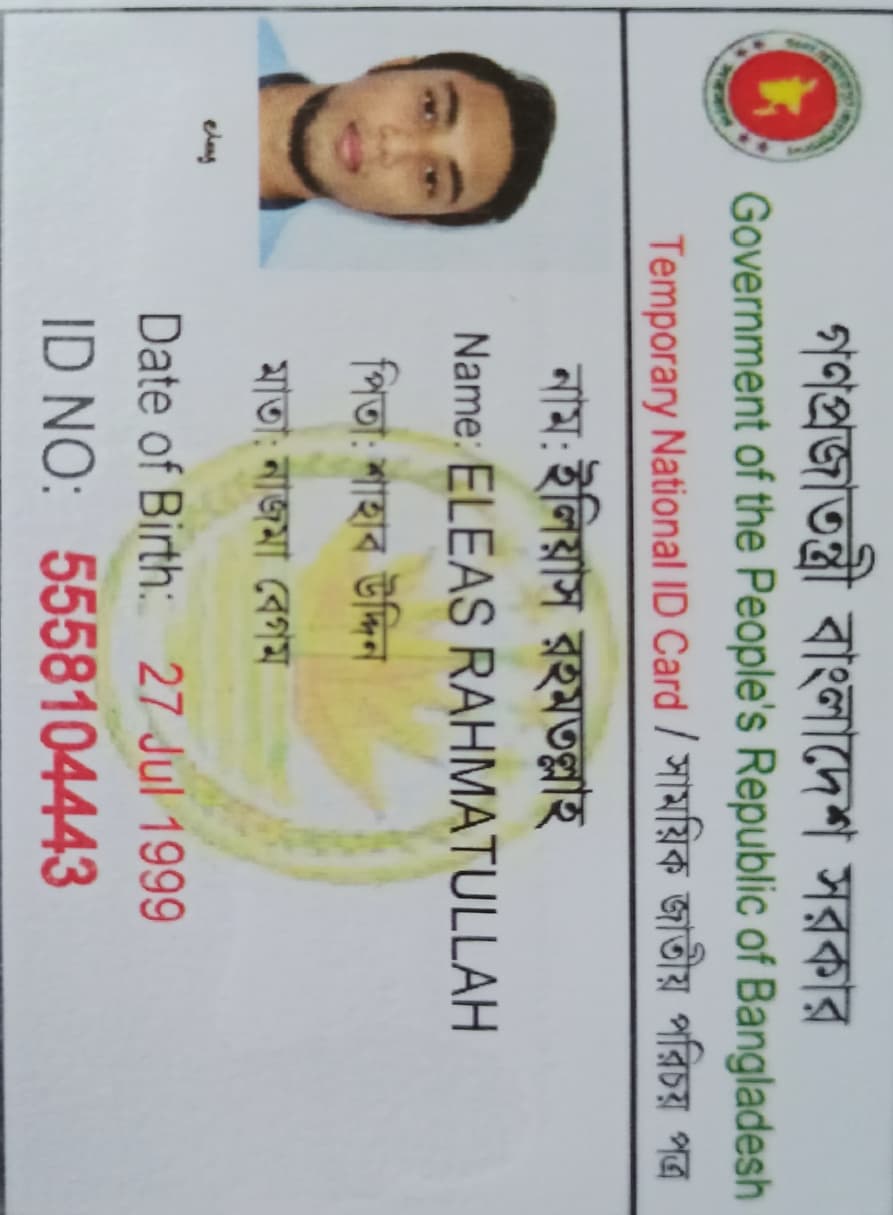 গণপ্রজাতন্ত্রী বাংলাদেশ সরকার
Government of the People's Republic of Bangladesh
Temporary National ID Card / সাময়িক জাতীয় পরিচয় পত্র
নাম: ইলিয়াস রহমতল্লাহ
Name: ELEAS RAHMATULLAH
পিতা: শাহাব উদ্দিন
মাতা: নাজমা বেগম
eleas
Date of Birth: 27 Jul 1999
ID NO: 5558104443